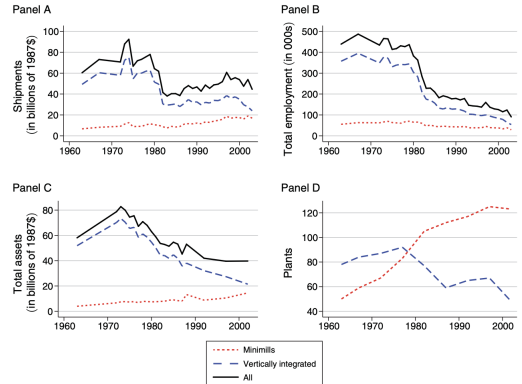 Panel A
Shipments
(in billions of 1987$)
100
80
60
40
20
0
1960 1970 1980 1990 2000
Panel B
Total employment (in 000s)
500
400
300
200
100
0
1960 1970 1980 1990 2000
Panel C
Total assets
(in billions of 1987$)
80
60
40
20
0
1960 1970 1980 1990 2000
Panel D
Plants
120
100
80
60
40
1960 1970 1980 1990 2000
Minimills
Vertically integrated
All